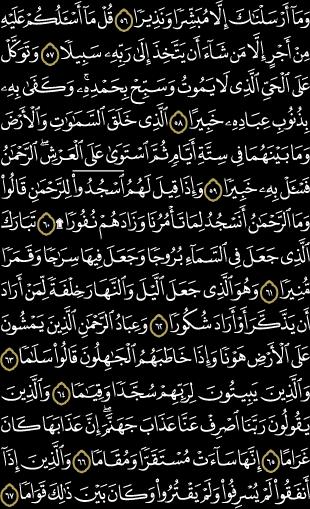 وَمَآ أَرْسَلْنَٰكَ إِلَّا مُبَشِّرًا وَنَذِيرًا ﴿٥٦﴾ قُلْ مَآ أَسْـَٔلُكُمْ عَلَيْهِ
مِنْ أَجْرٍ إِلَّا مَن شَآءَ أَن يَتَّخِذَ إِلَىٰ رَبِّهِۦ سَبِيلًا ﴿٥٧﴾ وَتَوَكَّلْ
عَلَى ٱلْحَىِّ ٱلَّذِى لَا يَمُوتُ وَسَبِّحْ بِحَمْدِهِۦ ۚ وَكَفَىٰ بِهِۦ
بِذُنُوبِ عِبَادِهِۦ خَبِيرًا ﴿٥٨﴾ ٱلَّذِى خَلَقَ ٱلسَّمَٰوَٰتِ وَٱلْأَرْضَ
وَمَا بَيْنَهُمَا فِى سِتَّةِ أَيَّامٍ ثُمَّ ٱسْتَوَىٰ عَلَى ٱلْعَرْشِ ۚ ٱلرَّحْمَٰنُ
فَسْـَٔلْ بِهِۦ خَبِيرًا ﴿٥٩﴾ وَإِذَا قِيلَ لَهُمُ ٱسْجُدُوا۟ لِلرَّحْمَٰنِ قَالُوا۟
وَمَا ٱلرَّحْمَٰنُ أَنَسْجُدُ لِمَا تَأْمُرُنَا وَزَادَهُمْ نُفُورًا ۩ ﴿٦٠﴾ تَبَارَكَ
ٱلَّذِى جَعَلَ فِى ٱلسَّمَآءِ بُرُوجًا وَجَعَلَ فِيهَا سِرَٰجًا وَقَمَرًا
مُّنِيرًا ﴿٦١﴾ وَهُوَ ٱلَّذِى جَعَلَ ٱلَّيْلَ وَٱلنَّهَارَ خِلْفَةً لِّمَنْ أَرَادَ
أَن يَذَّكَّرَ أَوْ أَرَادَ شُكُورًا ﴿٦٢﴾ وَعِبَادُ ٱلرَّحْمَٰنِ ٱلَّذِينَ يَمْشُونَ
عَلَى ٱلْأَرْضِ هَوْنًا وَإِذَا خَاطَبَهُمُ ٱلْجَٰهِلُونَ قَالُوا۟ سَلَٰمًا ﴿٦٣﴾
وَٱلَّذِينَ يَبِيتُونَ لِرَبِّهِمْ سُجَّدًا وَقِيَٰمًا ﴿٦٤﴾ وَٱلَّذِينَ
يَقُولُونَ رَبَّنَا ٱصْرِفْ عَنَّا عَذَابَ جَهَنَّمَ ۖ إِنَّ عَذَابَهَا كَانَ
غَرَامًا ﴿٦٥﴾ إِنَّهَا سَآءَتْ مُسْتَقَرًّا وَمُقَامًا ﴿٦٦﴾ وَٱلَّذِينَ إِذَآ
أَنفَقُوا۟ لَمْ يُسْرِفُوا۟ وَلَمْ يَقْتُرُوا۟ وَكَانَ بَيْنَ ذَٰلِكَ قَوَامًا ﴿٦٧﴾